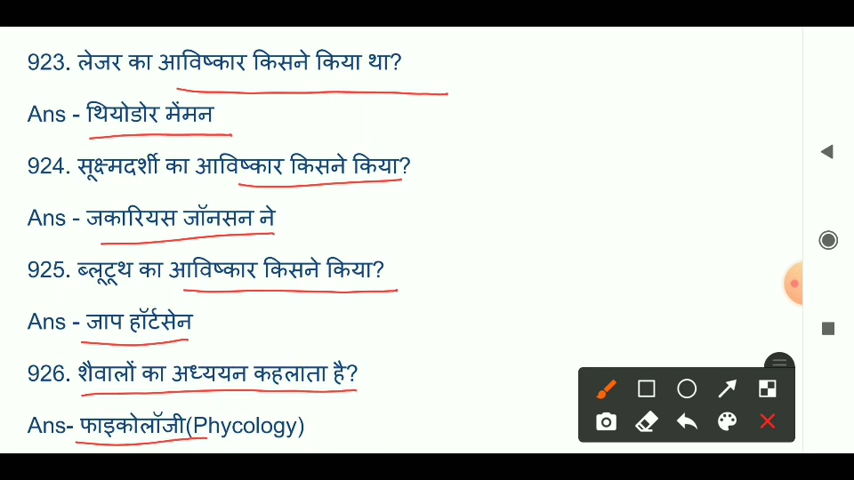 923. लेजर का आविष्कार किसने किया था?
Ans - थियोडोर मेंमन
924. सूक्ष्मदर्शी का आविष्कार किसने किया?
Ans - जकारियस जॉनसन ने
925. ब्लूटूथ का आविष्कार किसने किया?
Ans - जाप हॉर्टसेन
926. शैवालों का अध्ययन कहलाता है?
Ans- फाइकोलॉजी(Phycology)